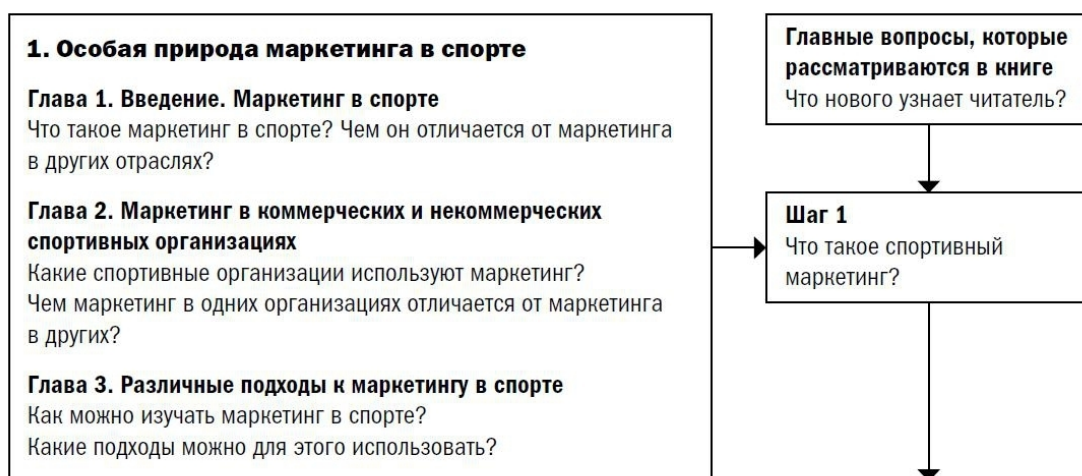 1. Особая природа маркетинга в спорте
Глава 1. Введение. Маркетинг в спорте
Что такое маркетинг в спорте? Чем он отличается от маркетинга
в других отраслях?
Глава 2. Маркетинг в коммерческих и некоммерческих
спортивных организациях
Какие спортивные организации используют маркетинг?
Чем маркетинг в одних организациях отличается от маркетинга
в других?
Глава 3. Различные подходы к маркетингу в спорте
Как можно изучать маркетинг в спорте?
Какие подходы можно для этого использовать?
Главные вопросы, которые
рассматриваются в книге
Что нового узнает читатель?
Шаг 1
Что такое спортивный
маркетинг?